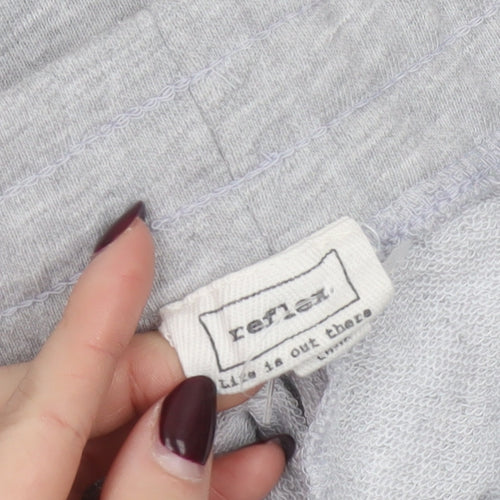 reflex.
life is out there